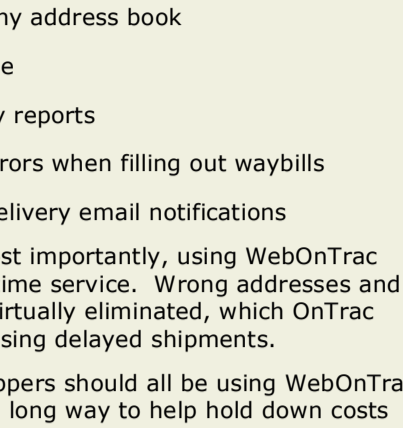 my address book
e
y reports
rrors when filling out waybills
elivery email notifications
st importantly, using WebOnTrac
ime service.  Wrong addresses and
irtually eliminated, which OnTrac
sing delayed shipments.
ppers should all be using WebOnTra
long way to help hold down costs